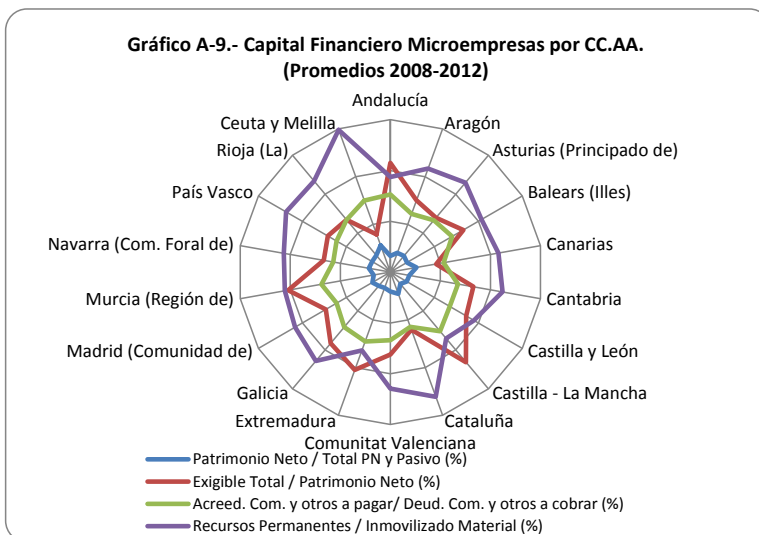 Gráfico A-9.- Capital Financiero Microempresas por CC.AA.
(Promedios 2008-2012)
Andalucía
Ceuta y Melilla
Aragón
Rioja (La)
Asturias (Principado de)
País Vasco
Balears (Illes)
Navarra (Com. Foral de)
Canarias
Murcia (Región de)
Cantabria
Madrid (Comunidad de)
Castilla y León
Galicia
Castilla - La Mancha
Extremadura
Cataluña
Comunitat Valenciana
Patrimonio Neto / Total PN y Pasivo (%)
Exigible Total / Patrimonio Neto (%)
Acreed. Com. y otros a pagar/ Deud. Com. y otros a cobrar (%)
Recursos Permanentes / Inmovilizado Material (%)